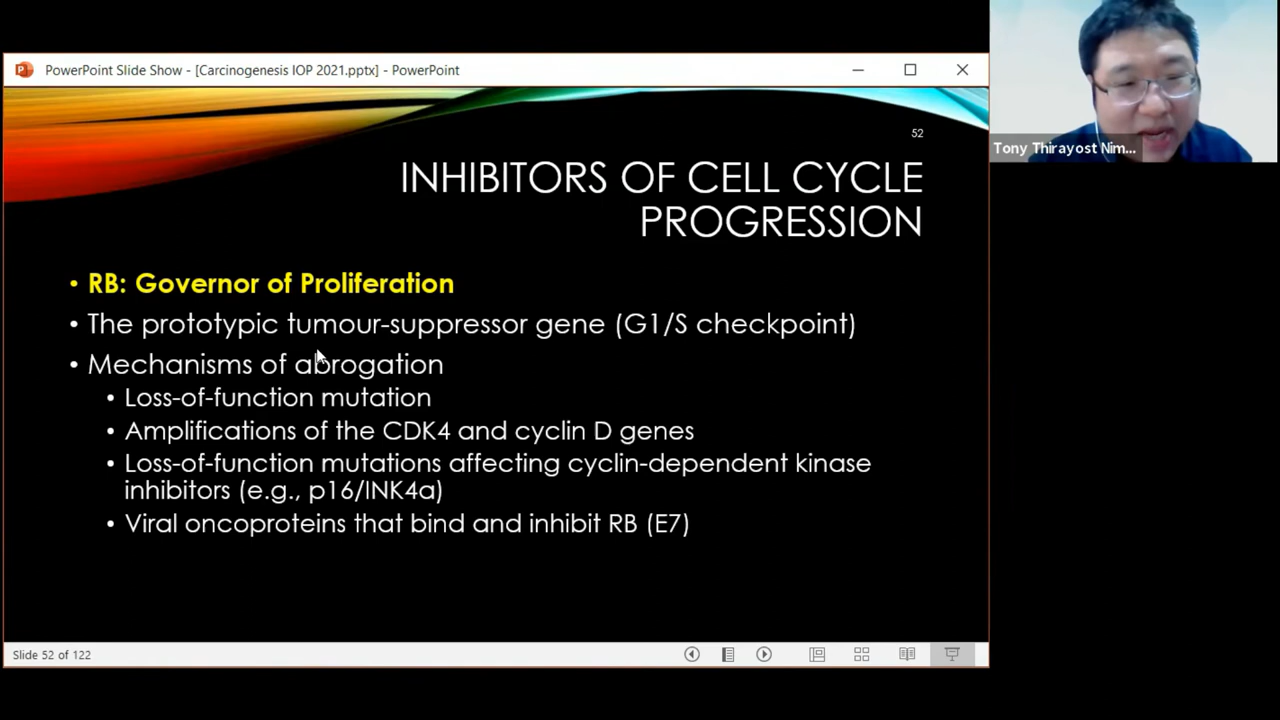 PowerPoint Slide Show - [Carcinogenesis IOP 2021.pptx] - PowerPoint
Tony Thirayost Nim...
52
INHIBITORS OF CELL CYCLE
PROGRESSION
• RB: Governor of Proliferation
• The prototypic tumour-suppressor gene (G1/S checkpoint)
• Mechanisms of abrogation
• Loss-of-function mutation
• Amplifications of the CDK4 and cyclin D genes
• Loss-of-function mutations affecting cyclin-dependent kinase
inhibitors (e.g., p16/INK4a)
• Viral oncoproteins that bind and inhibit RB (E7)
Slide 52 of 122